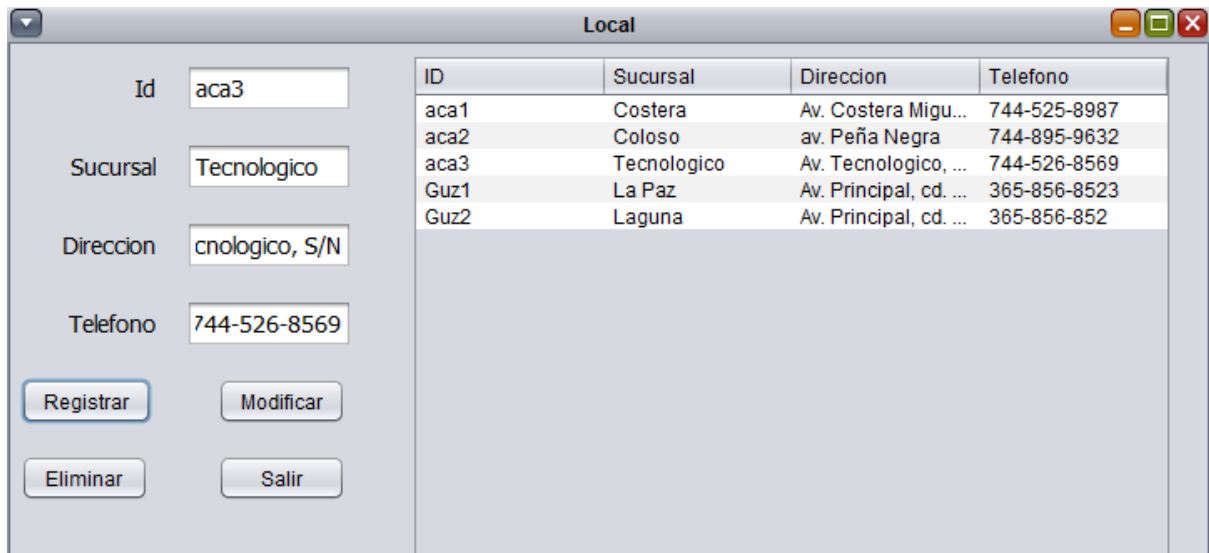 Local
Id aca3
Sucursal Tecnologico
Direccion cnologico, S/N
Telefono 744-526-8569
Registrar Modificar
Eliminar Salir
ID Sucursal Direccion Telefono
aca1 Costera Av. Costera Migu... 744-525-8987
aca2 Coloso av. Peña Negra 744-895-9632
aca3 Tecnologico Av. Tecnologico, ... 744-526-8569
Guz1 La Paz Av. Principal, cd. ... 365-856-8523
Guz2 Laguna Av. Principal, cd. ... 365-856-852